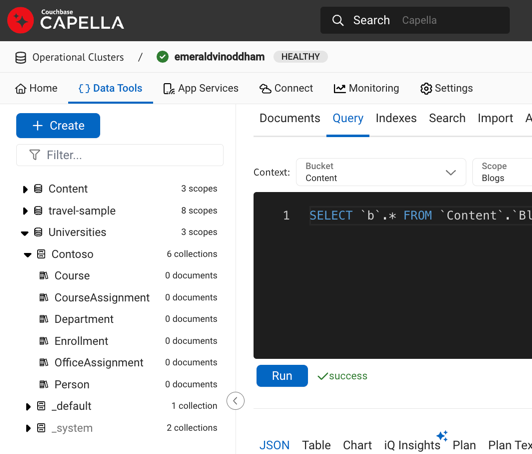 Couchbase
CAPELLA
Search Capella
Operational Clusters / emeraldvinoddham HEALTHY
Home Data Tools App Services Connect Monitoring Settings
+ Create
Filter...
Content 3 scopes
travel-sample 8 scopes
Universities 3 scopes
Contoso 6 collections
Course 0 documents
CourseAssignment 0 documents
Department 0 documents
Enrollment 0 documents
OfficeAssignment 0 documents
Person 0 documents
_default 1 collection
_system 2 collections
Documents Query Indexes Search Import A
Context: Bucket Scope
Content Blogs
1 SELECT `b`.* FROM `Content`.`Bl
Run success
JSON Table Chart iQ Insights Plan Plan Tex